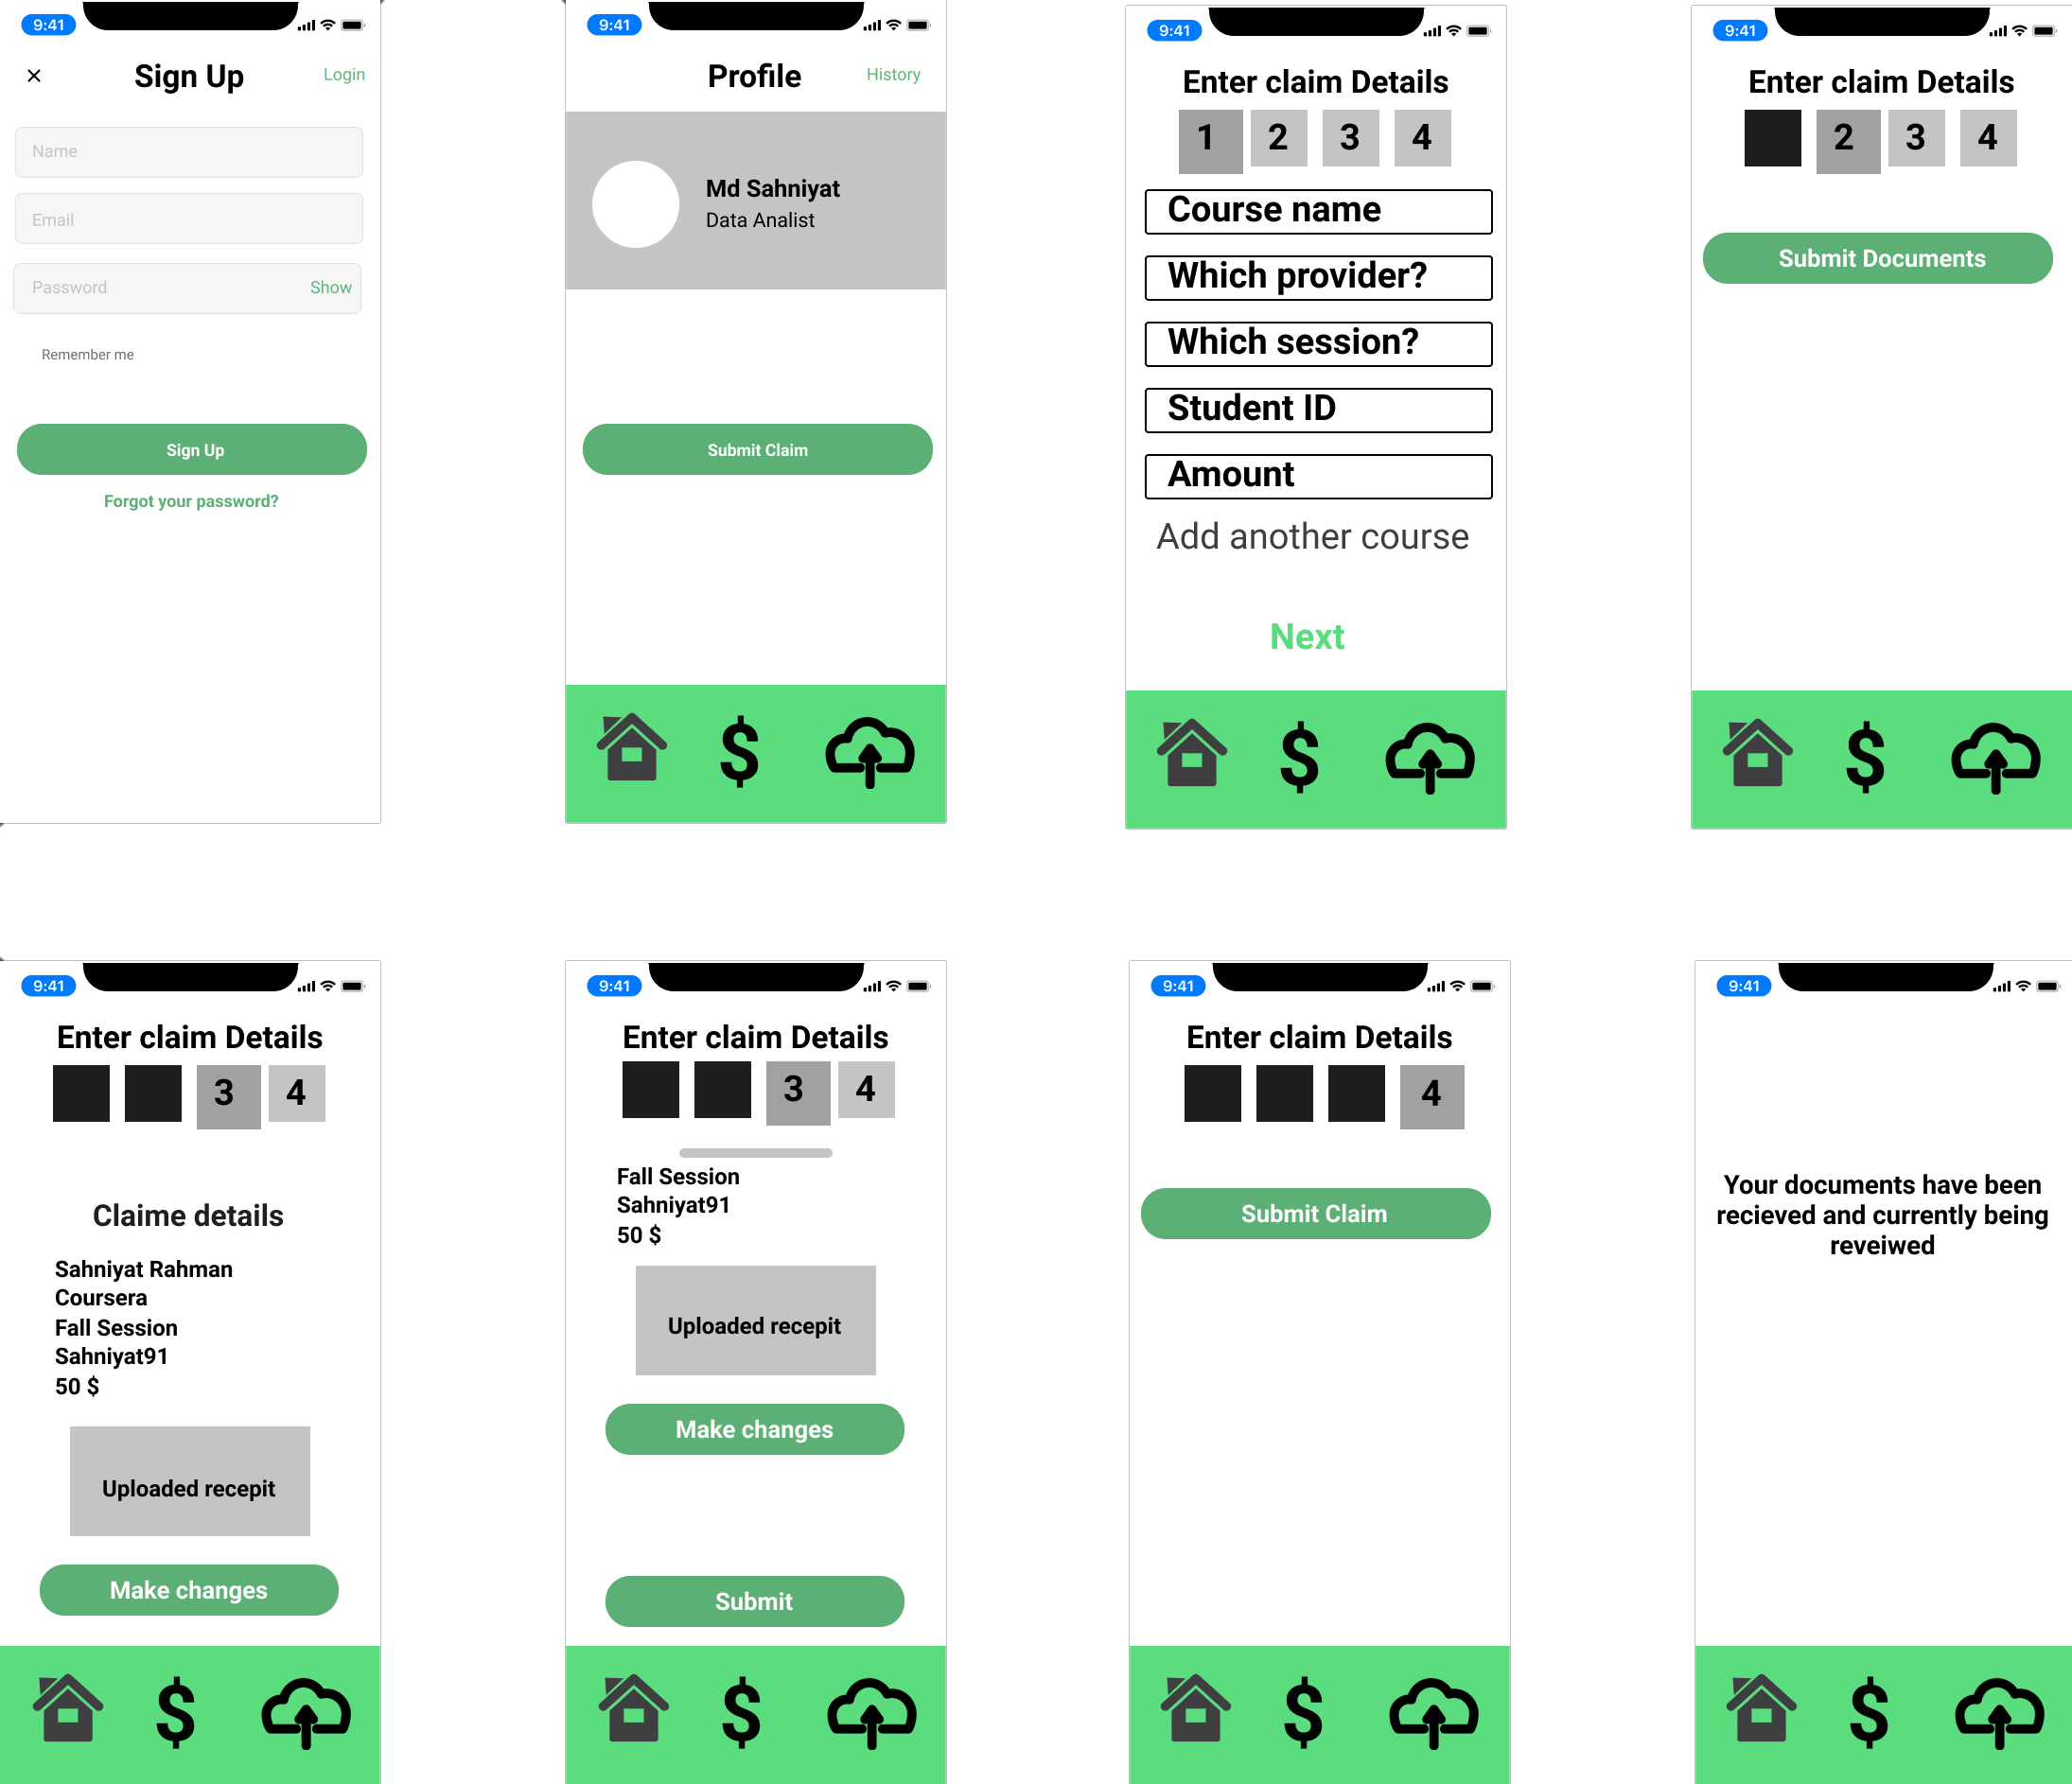 9:41
Sign Up
Login
Name
Email
Password
Show
Remember me
Sign Up
Forgot your password?
9:41
Profile
History
Md Sahniyat
Data Analist
Submit Claim
$
9:41
Enter claim Details
1 2 3 4
Course name
Which provider?
Which session?
Student ID
Amount
Add another course
Next
$
9:41
Enter claim Details
2 3 4
Submit Documents
$
9:41
Enter claim Details
3 4
Claime details
Sahniyat Rahman
Coursera
Fall Session
Sahniyat91
50 $
Uploaded recepit
Make changes
$
9:41
Enter claim Details
3 4
Fall Session
Sahniyat91
50 $
Uploaded recepit
Make changes
Submit
$
9:41
Enter claim Details
4
Submit Claim
$
9:41
Your documents have been
recieved and currently being
reveiwed
$